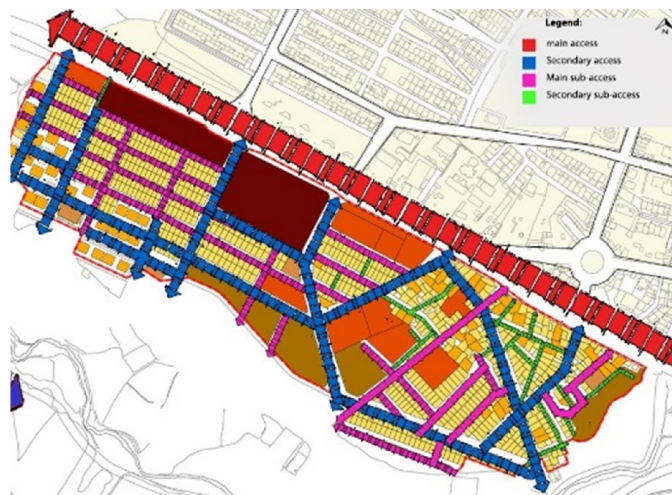 Legend:
N
main access
Secondary access
Main sub-access
Secondary sub-access